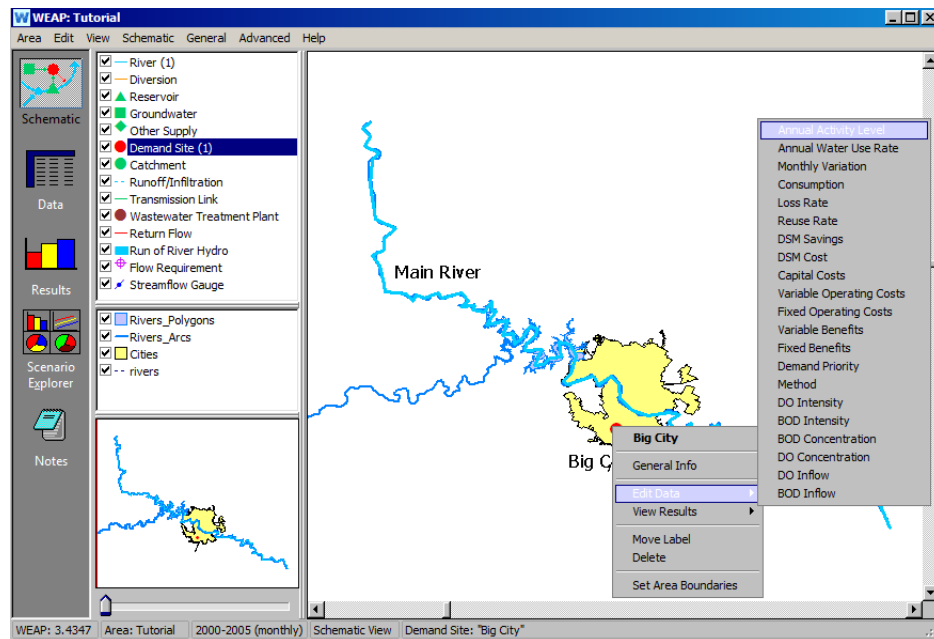 WEAP: Tutorial
Area Edit View Schematic General Advanced Help
Schematic
Data
Results
Scenario
Explorer
Notes
River (1)
Diversion
Reservoir
Groundwater
Other Supply
Demand Site (1)
Catchment
Runoff/Infiltration
Transmission Link
Wastewater Treatment Plant
Return Flow
Run of River Hydro
Flow Requirement
Streamflow Gauge
Rivers_Polygons
Rivers_Arcs
Cities
rivers
Main River
Big C
Big City
General Info
Edit Data
View Results
Move Label
Delete
Set Area Boundaries
Annual Activity Level
Annual Water Use Rate
Monthly Variation
Consumption
Loss Rate
Reuse Rate
DSM Savings
DSM Cost
Capital Costs
Variable Operating Costs
Fixed Operating Costs
Variable Benefits
Fixed Benefits
Demand Priority
Method
DO Intensity
BOD Intensity
BOD Concentration
DO Concentration
DO Inflow
BOD Inflow
WEAP: 3.4347 Area: Tutorial 2000-2005 (monthly) Schematic View Demand Site: "Big City"